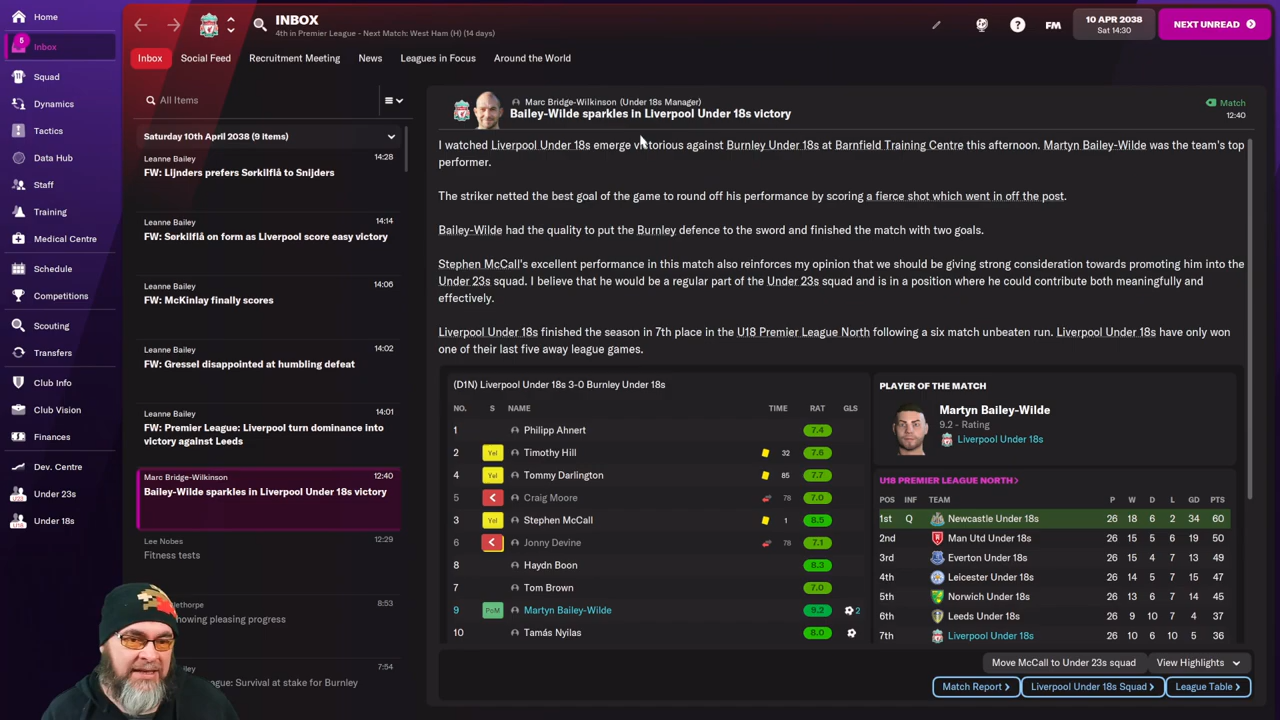 Home
INBOX
4th in Premier League - Next Match: West Ham (H) (14 days)
FM
10 APR 2038
Sat 14:30
NEXT UNREAD
5
Inbox
Inbox Social Feed Recruitment Meeting News Leagues in Focus Around the World
Squad
Dynamics
Tactics
Data Hub
Staff
Training
Medical Centre
Schedule
Competitions
Scouting
Transfers
Club Info
Club Vision
Finances
Dev. Centre
Under 23s
Under 18s
All Items
Saturday 10th April 2038 (9 items)
14:28
FW: Lijnders prefers Sørkilflå to Snijders
Leanne Bailey 14:14
FW: Sørkilflå on form as Liverpool score easy victory
Leanne Bailey 14:06
FW: McKinlay finally scores
Leanne Bailey 14:02
FW: Gressel disappointed at humbling defeat
Leanne Bailey 14:01
FW: Premier League: Liverpool turn dominance into
victory against Leeds
Marc Bridge-Wilkinson 12:40
Bailey-Wilde sparkles in Liverpool Under 18s victory
Lee Nobes 12:29
Fitness tests
8:53
howing pleasing progress
7:54
eague: Survival at stake for Burnley
Marc Bridge-Wilkinson (Under 18s Manager)
Bailey-Wilde sparkles in Liverpool Under 18s victory
Match
12:40
I watched Liverpool Under 18s emerge victorious against Burnley Under 18s at Barnfield Training Centre this afternoon. Martyn Bailey-Wilde was the team's top
performer.
The striker netted the best goal of the game to round off his performance by scoring a fierce shot which went in off the post.
Bailey-Wilde had the quality to put the Burnley defence to the sword and finished the match with two goals.
Stephen McCall's excellent performance in this match also reinforces my opinion that we should be giving strong consideration towards promoting him into the
Under 23s squad. I believe that he would be a regular part of the Under 23s squad and is in a position where he could contribute both meaningfully and
effectively.
Liverpool Under 18s finished the season in 7th place in the U18 Premier League North following a six match unbeaten run. Liverpool Under 18s have only won
one of their last five away league games.
(D1N) Liverpool Under 18s 3-0 Burnley Under 18s
NO. S NAME TIME RAT GLS
1 Philipp Ahnert 7.4
2 Yel Timothy Hill 32 7.6
4 Yel Tommy Darlington 85 7.7
5 Craig Moore 78 7.0
3 Yel Stephen McCall 1 8.5
6 Jonny Devine 78 7.1
8 Haydn Boon 8.3
7 Tom Brown 7.0
9 PoM Martyn Bailey-Wilde 9.2 2
10 Tamás Nyilas 8.0
PLAYER OF THE MATCH
Martyn Bailey-Wilde
9.2 - Rating
Liverpool Under 18s
U18 PREMIER LEAGUE NORTH
POS INF TEAM P W D L GD PTS
1st Q Newcastle Under 18s 26 18 6 2 34 60
2nd Man Utd Under 18s 26 15 5 6 19 50
3rd Everton Under 18s 26 15 4 7 13 49
4th Leicester Under 18s 26 14 5 7 15 47
5th Norwich Under 18s 26 13 6 7 14 45
6th Leeds Under 18s 26 9 10 7 4 37
7th Liverpool Under 18s 26 10 6 10 5 36
Move McCall to Under 23s squad View Highlights
Match Report Liverpool Under 18s Squad League Table